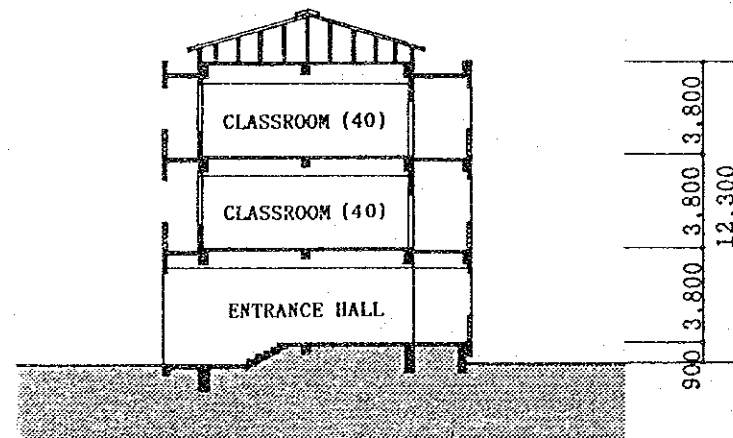 CLASSROOM (40)
CLASSROOM (40)
ENTRANCE HALL
3,800
3,800
3,800
900
12,300